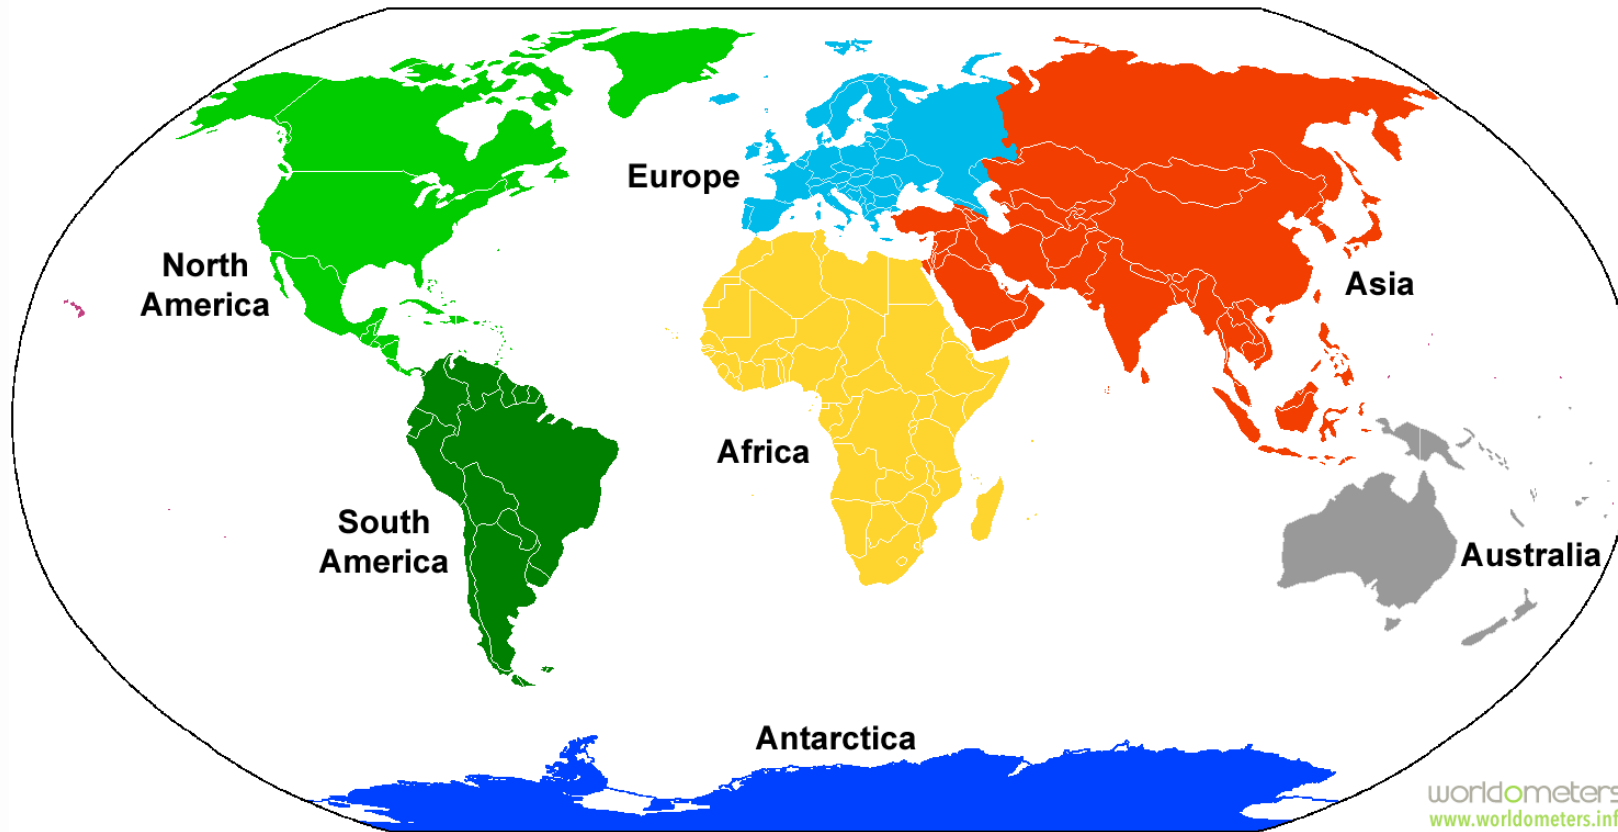 Europe
North
America
Asia
Africa
South
America
Australia
Antarctica
worldometers
www.worldometers.inf